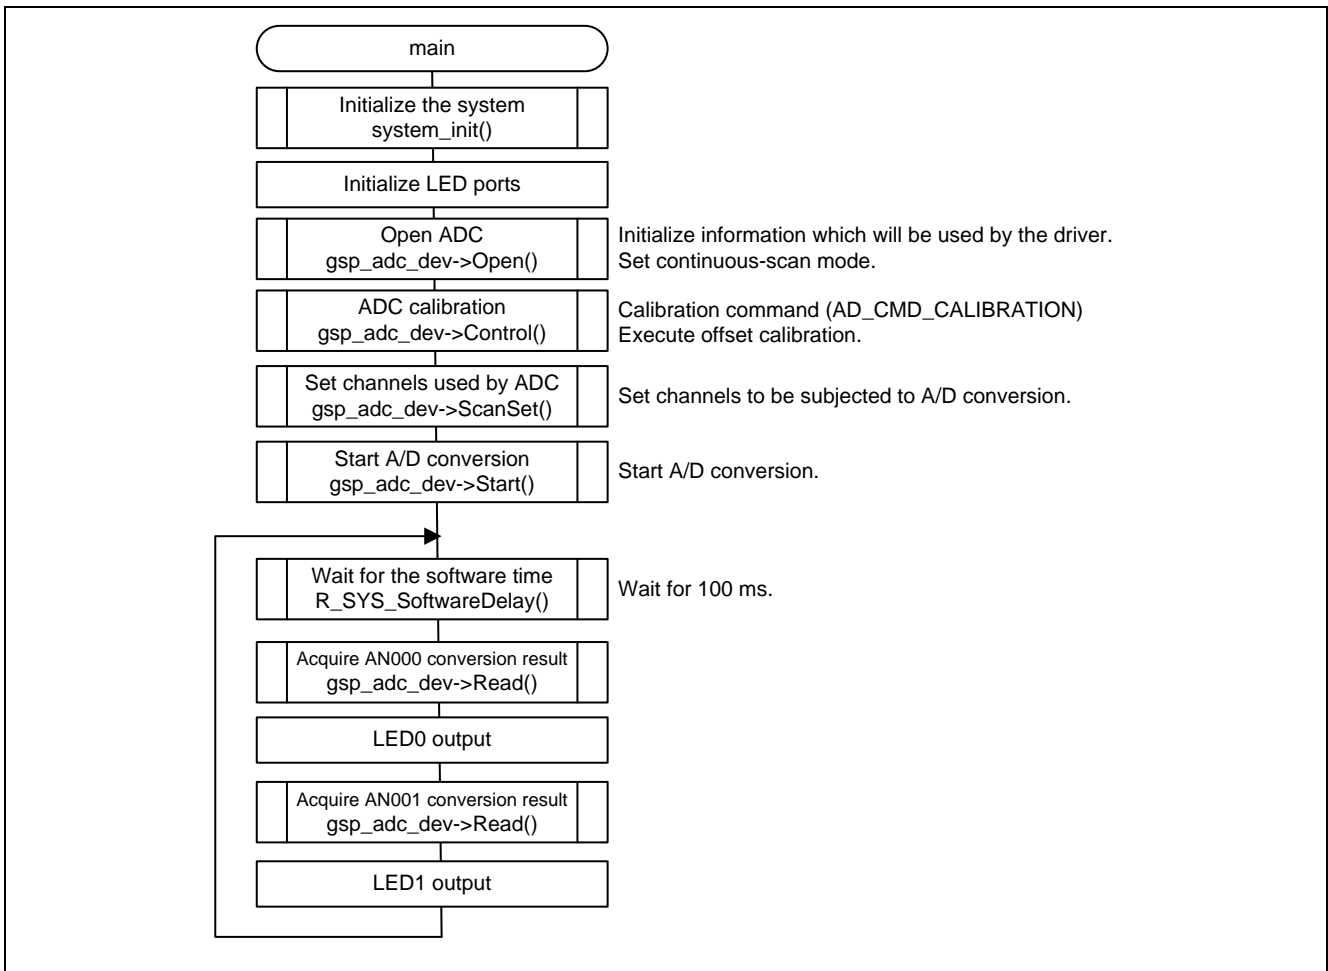 main
Initialize the system
system_init()
Initialize LED ports
Open ADC
gsp_adc_dev->Open()
Initialize information which will be used by the driver.
Set continuous-scan mode.
ADC calibration
gsp_adc_dev->Control()
Calibration command (AD_CMD_CALIBRATION)
Execute offset calibration.
Set channels used by ADC
gsp_adc_dev->ScanSet()
Set channels to be subjected to A/D conversion.
Start A/D conversion
gsp_adc_dev->Start()
Start A/D conversion.
Wait for the software time
R_SYS_SoftwareDelay()
Wait for 100 ms.
Acquire AN000 conversion result
gsp_adc_dev->Read()
LED0 output
Acquire AN001 conversion result
gsp_adc_dev->Read()
LED1 output